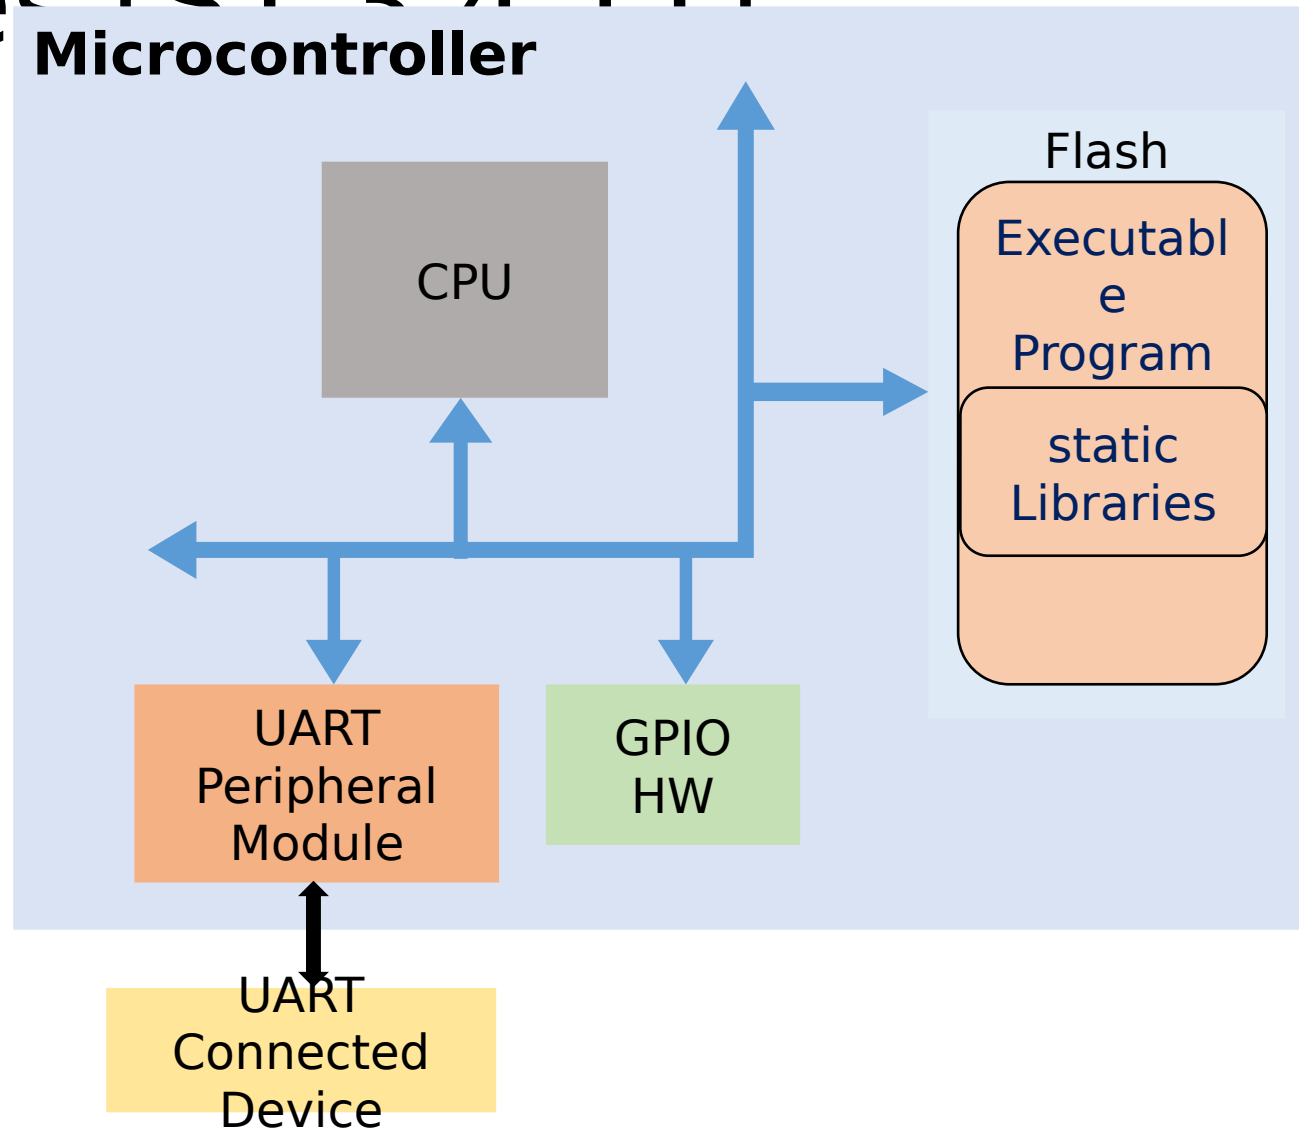 Microcontroller
Flash
Executabl
e
Program
CPU
static
Libraries
UART
Peripheral
Module
GPIO
HW
UART
Connected
Device